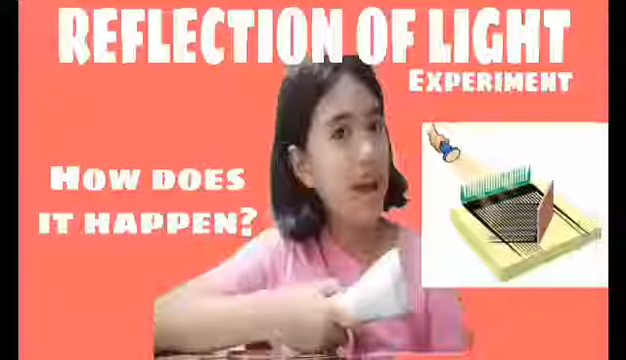 REFLECTION OF LIGHT
EXPERIMENT
HOW DOES
IT HAPPEN?